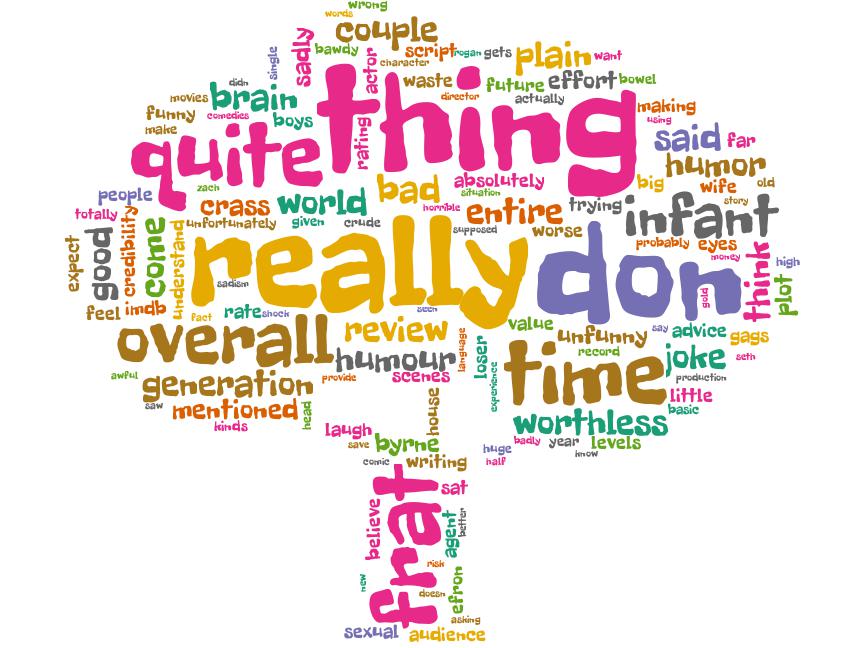 wrong
words
couple
sadly
bawdy
single
actor
script
rogan
gets
plain
want
character
waste
future
effort
bowel
didn
movies
brain
director
actually
making
funny
comedies
boys
using
make
quite
thing
rating
said
far
humor
people
zach
bad
absolutely
situation
big
wife
old
totally
crass
world
horrible
entire
trying
infant
story
unfortunately
given
crude
supposed
worse
probably
eyes
expect
good
credibility
come
understand
really
don
money
think
high
plot
sadism
gold
feel
imdb
fact
rate
shock
seen
overall
review
language
value
unfunny
say
advice
gags
humour
loser
record
time
joke
seth
awful
generation
provide
scenes
experience
production
saw
mentioned
head
house
little
basic
kinds
worthless
laugh
save
byrne
huge
badly
year
levels
comic
writing
half
know
frat
sat
believe
agent
better
risk
new
doesn
efron
asking
sexual
audience